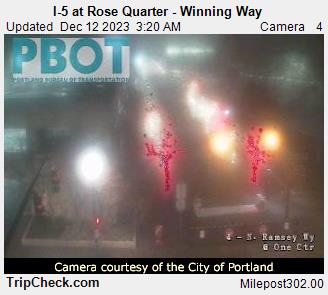 I-5 at Rose Quarter - Winning Way
Updated Dec 12 2023 3:20 AM Camera 4
PBOT
PORTLAND BUREAU OF TRANSPORTATION
4 - N. Ramsey Wy
@ One Ctr
Camera courtesy of the City of Portland
TripCheck.com Milepost302.00